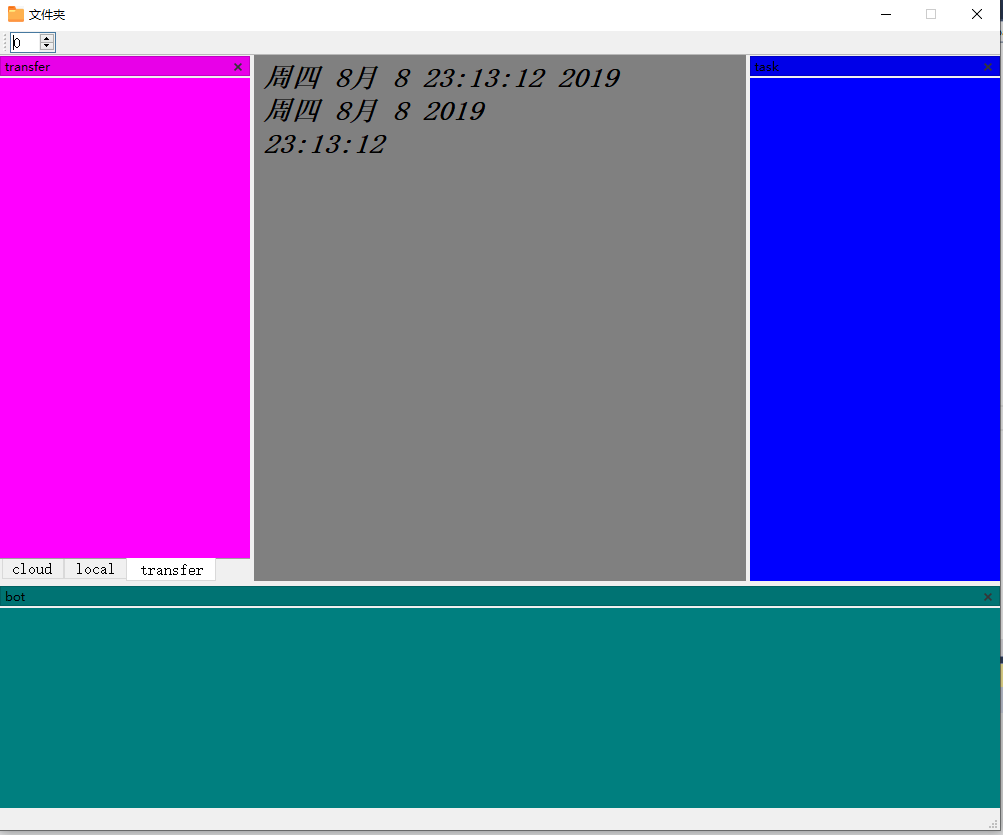 文件夹
0
transfer
周四 8月 8 23:13:12 2019
周四 8月 8 2019
23:13:12
task
cloud
local
transfer
bot